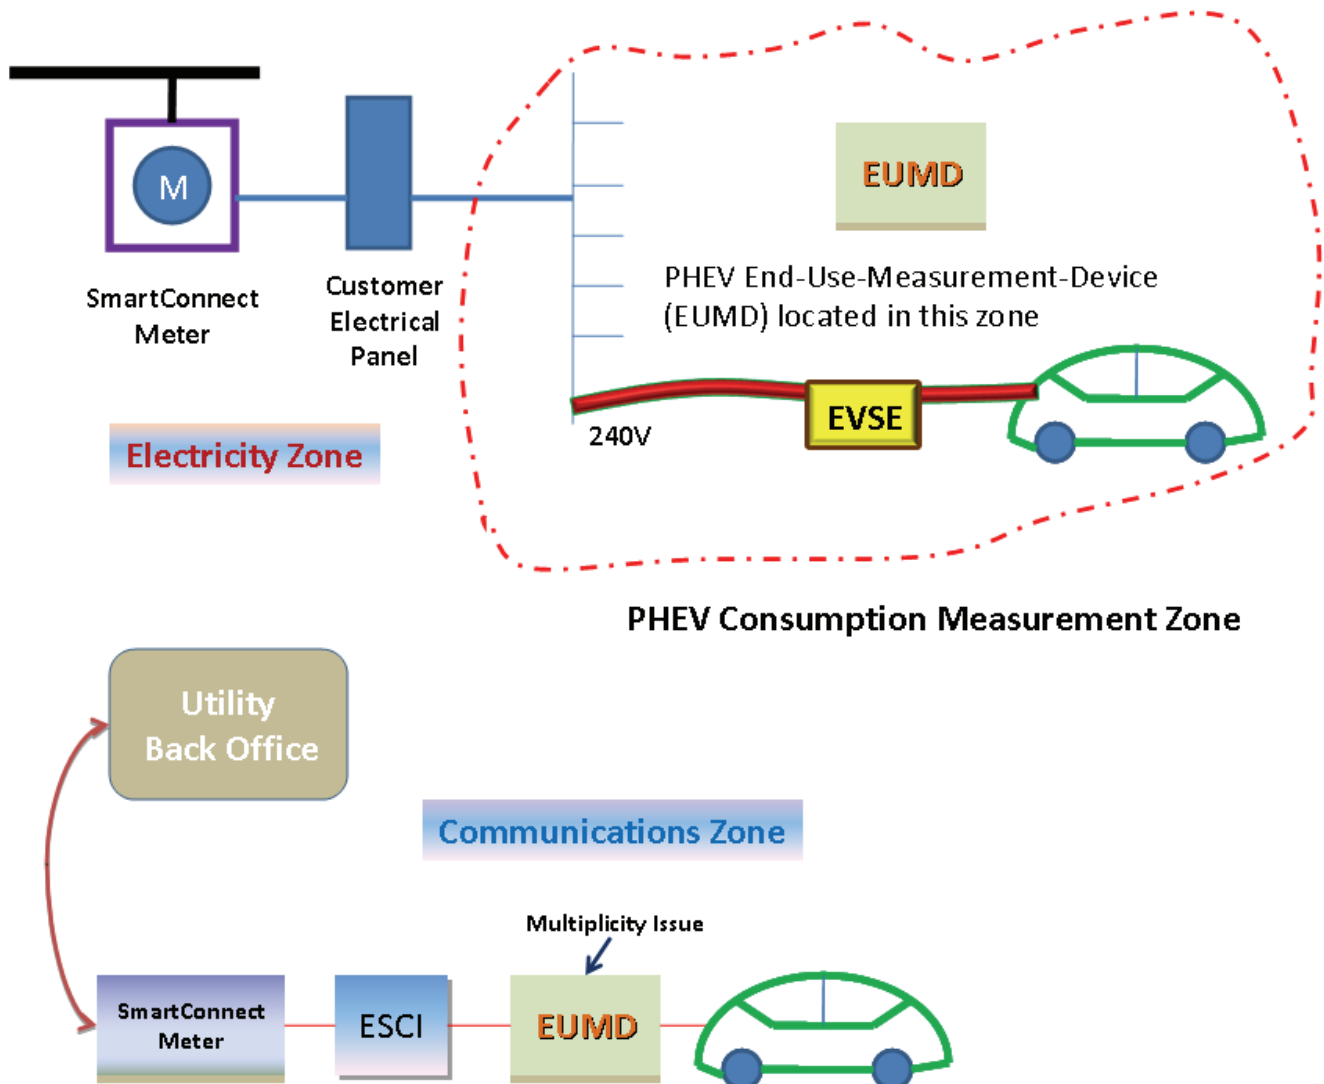 M
EUMD
SmartConnect
Meter
Customer
Electrical
Panel
PHEV End-Use-Measurement-Device
(EUMD) located in this zone
EVSE
240V
Electricity Zone
PHEV Consumption Measurement Zone
Utility
Back Office
Communications Zone
Multiplicity Issue
SmartConnect
Meter
ESCI
EUMD